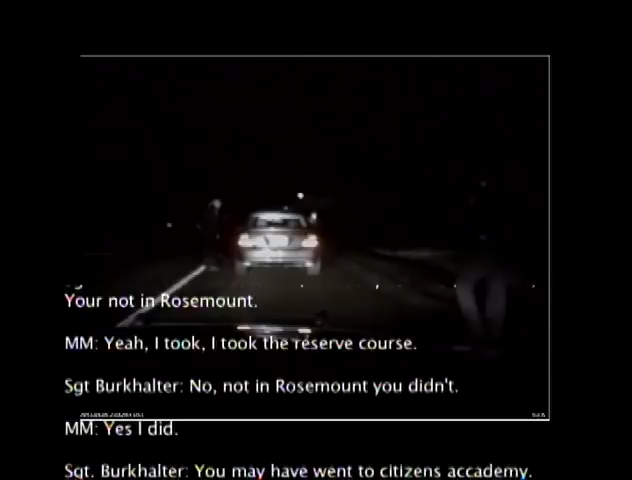 Your not in Rosemount.
MM: Yeah, I took, I took the reserve course.
Sgt Burkhalter: No, not in Rosemount you didn't.
MM: Yes I did.
Sgt. Burkhalter: You may have went to citizens accademy.